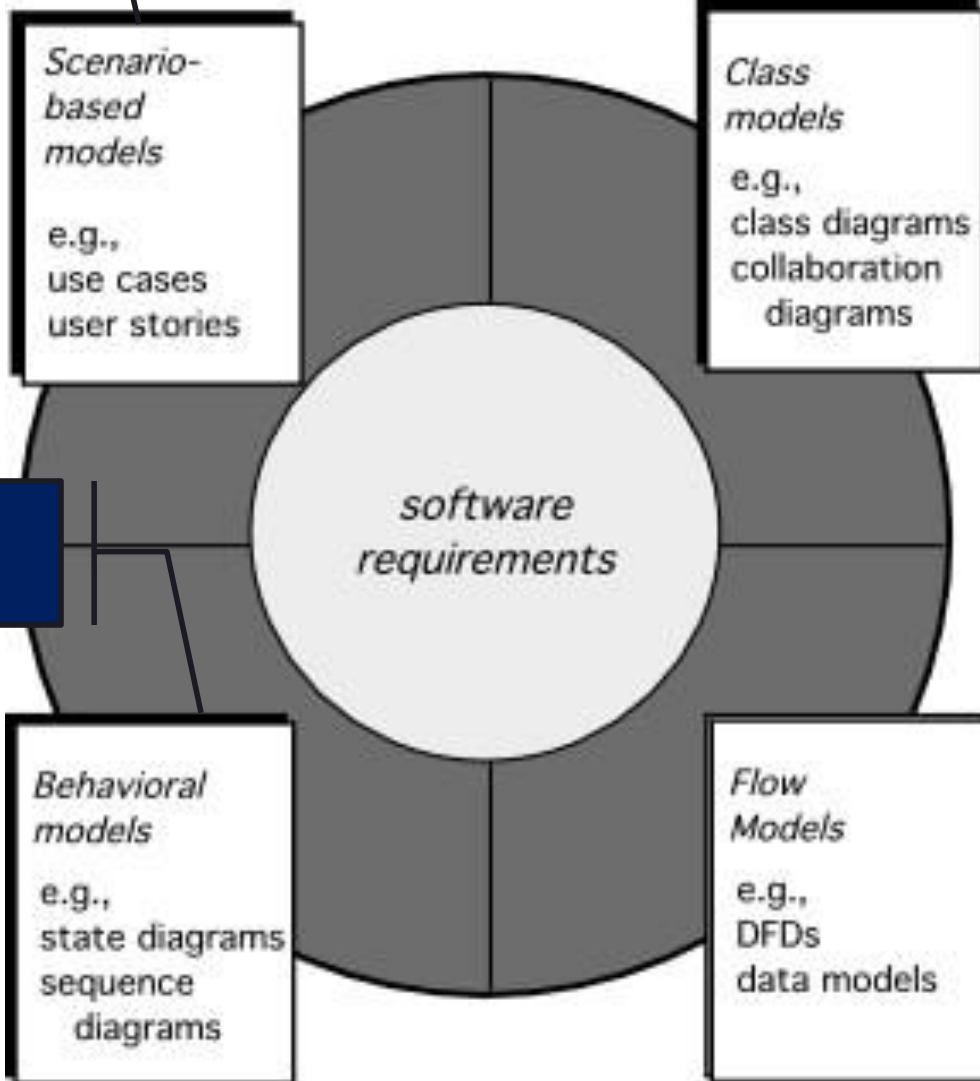 Scenario-
based
models
e.g.,
use cases
user stories
Class
models
e.g.,
class diagrams
collaboration
diagrams
software
requirements
Behavioral
models
e.g.,
state diagrams
sequence
diagrams
Flow
Models
e.g.,
DFDs
data models